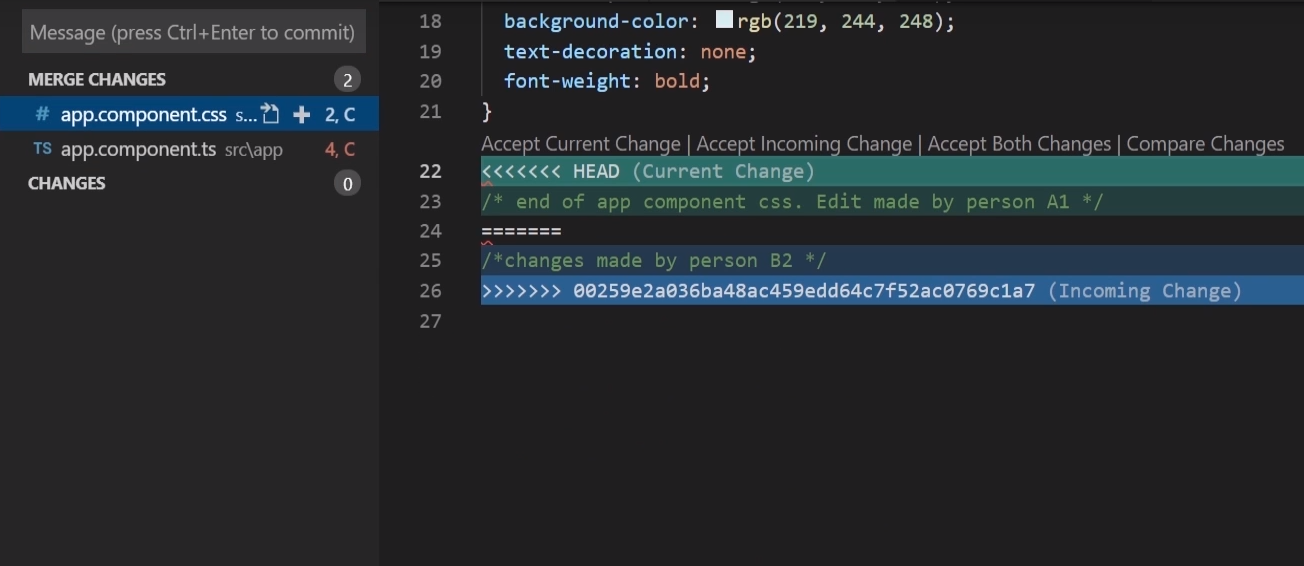 Message (press Ctrl+Enter to commit)
MERGE CHANGES 2
# app.component.css s... 2, C
TS app.component.ts src\app 4, C
CHANGES 0
18 background-color: rgb(219, 244, 248);
19 text-decoration: none;
20 font-weight: bold;
21 }
Accept Current Change | Accept Incoming Change | Accept Both Changes | Compare Changes
22 <<<<<<< HEAD (Current Change)
23 /* end of app component css. Edit made by person A1 */
24 =======
25 /*changes made by person B2 */
26 >>>>>>> 00259e2a036ba48ac459edd64c7f52ac0769c1a7 (Incoming Change)
27